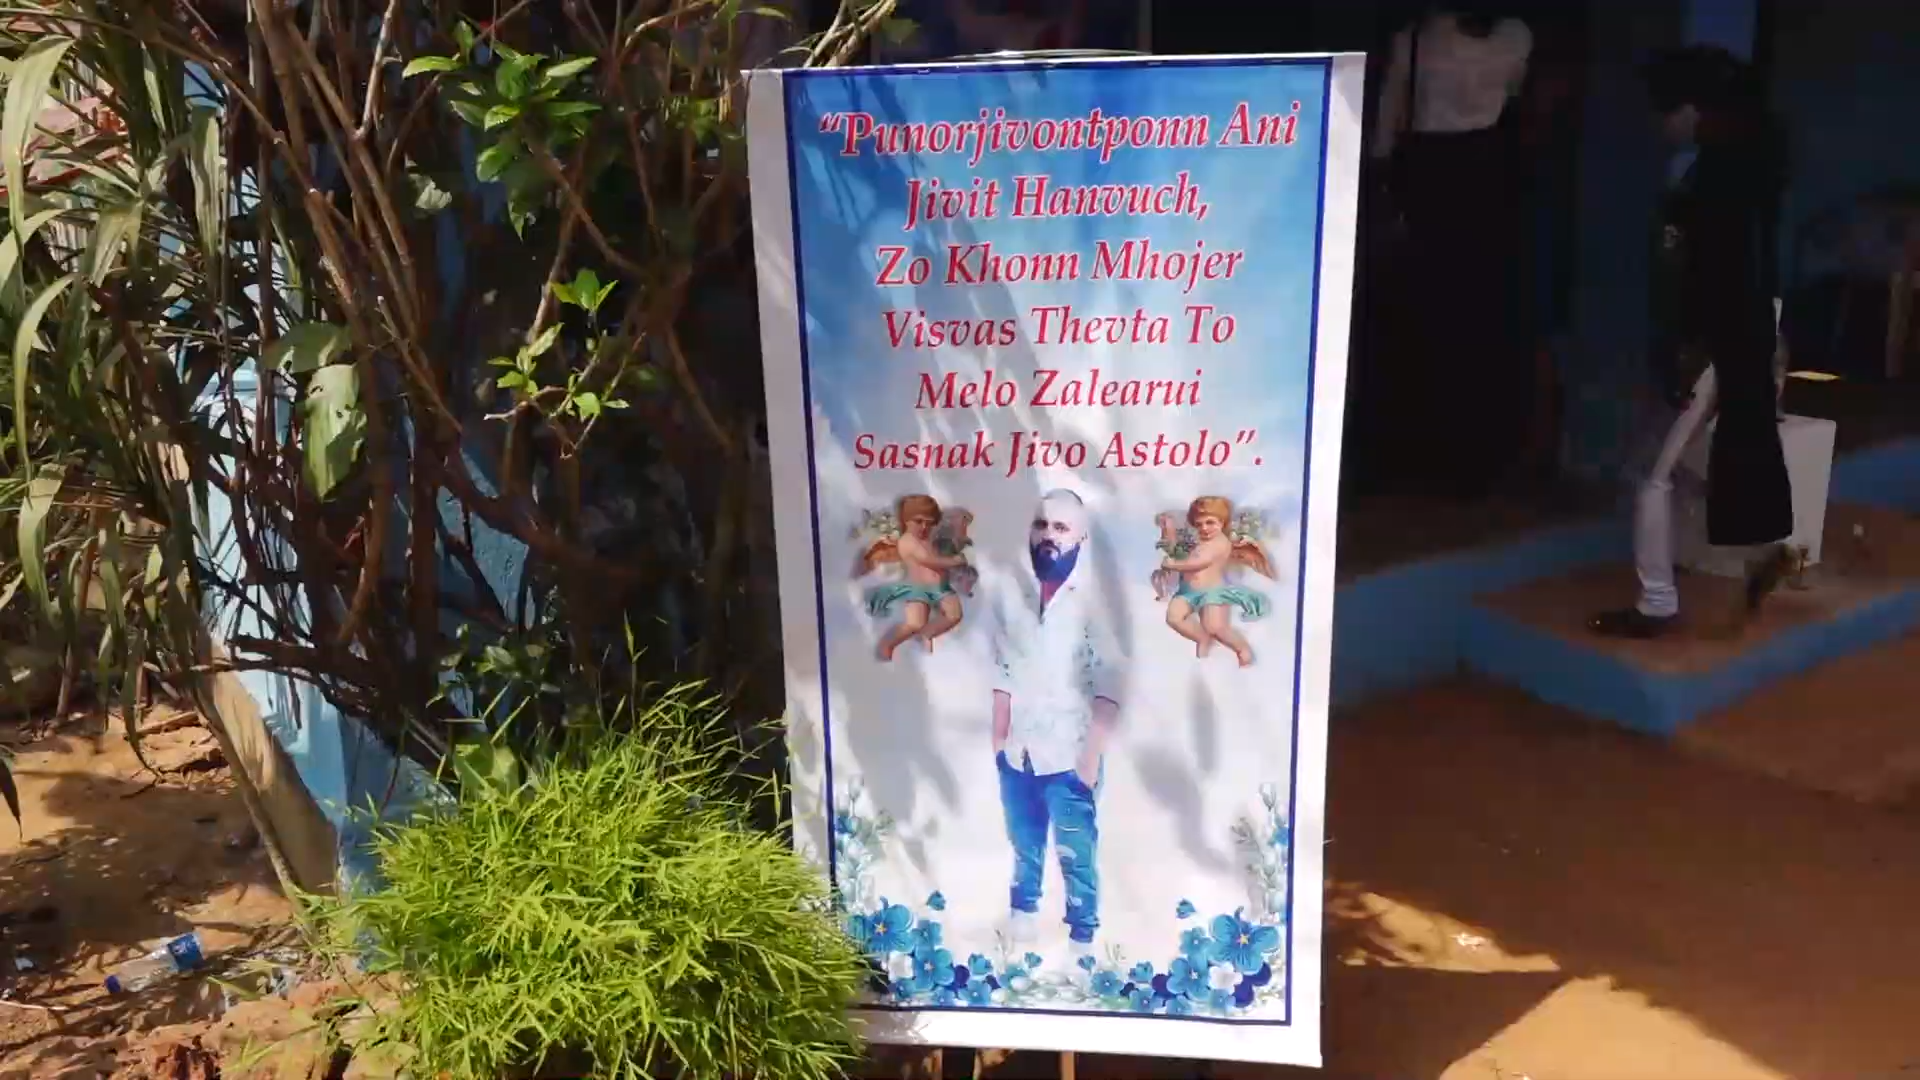 “Punorjivontponn Ani
Jivit Hanvuch,
Zo Khonn Mhojer
Visvas Thevta To
Melo Zalearui
Sasnak Jivo Astolo”.